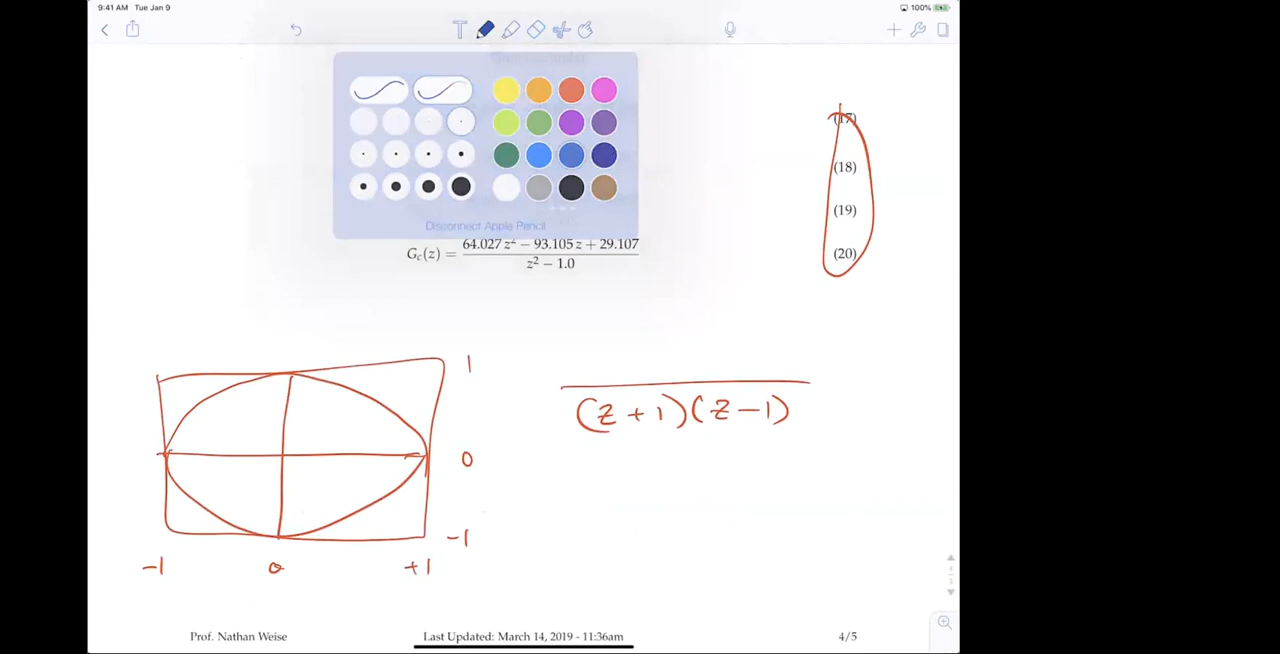 9:41 AM Tue Jan 9
100%
T
(17)
(18)
(19)
(20)
Disconnect Apple Pencil
G_c(z) = (64.027 z² − 93.105 z + 29.107) / (z² − 1.0)
1
(z + 1)(z − 1)
0
-1
-1 0 +1
Prof. Nathan Weise Last Updated: March 14, 2019 - 11:36am 4/5